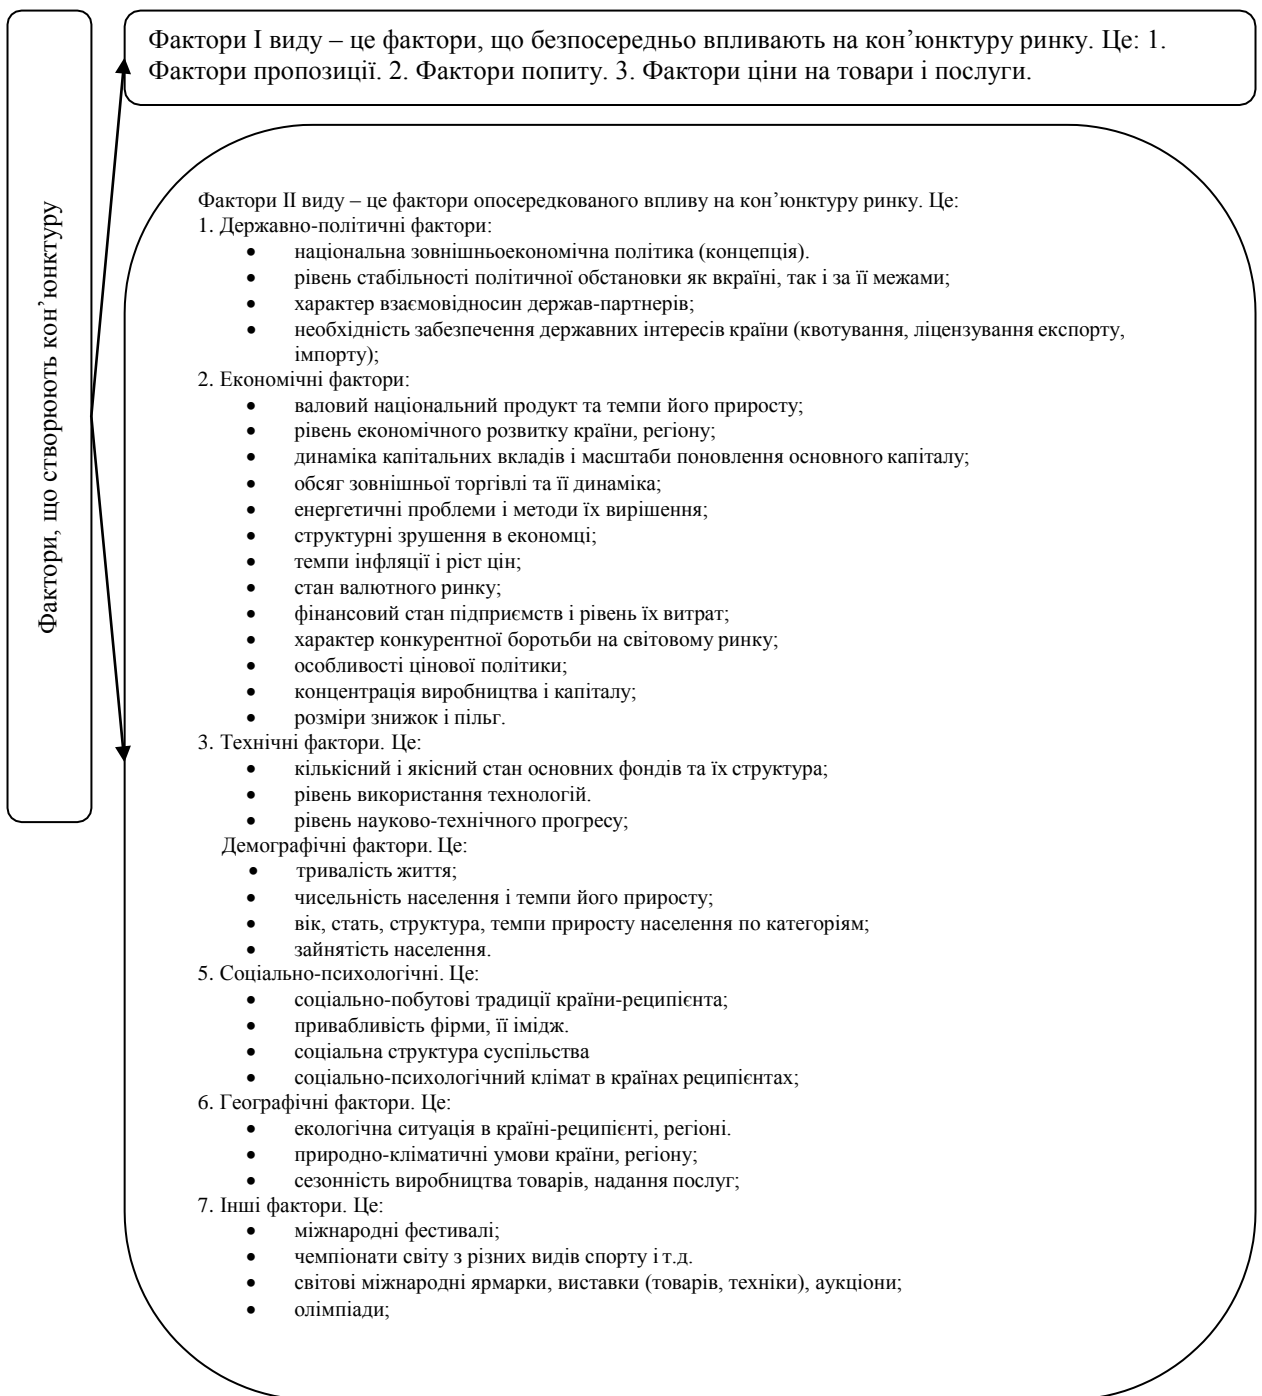 Фактори, що створюють кон’юнктуру
Фактори І виду – це фактори, що безпосередньо впливають на кон’юнктуру ринку. Це: 1.
Фактори пропозиції. 2. Фактори попиту. 3. Фактори ціни на товари і послуги.
Фактори ІІ виду – це фактори опосередкованого впливу на кон’юнктуру ринку. Це:
1. Державно-політичні фактори:
• національна зовнішньоекономічна політика (концепція).
• рівень стабільності політичної обстановки як вкраїні, так і за її межами;
• характер взаємовідносин держав-партнерів;
• необхідність забезпечення державних інтересів країни (квотування, ліцензування експорту,
імпорту);
2. Економічні фактори:
• валовий національний продукт та темпи його приросту;
• рівень економічного розвитку країни, регіону;
• динаміка капітальних вкладів і масштаби поновлення основного капіталу;
• обсяг зовнішньої торгівлі та її динаміка;
• енергетичні проблеми і методи їх вирішення;
• структурні зрушення в економці;
• темпи інфляції і ріст цін;
• стан валютного ринку;
• фінансовий стан підприємств і рівень їх витрат;
• характер конкурентної боротьби на світовому ринку;
• особливості цінової політики;
• концентрація виробництва і капіталу;
• розміри знижок і пільг.
3. Технічні фактори. Це:
• кількісний і якісний стан основних фондів та їх структура;
• рівень використання технологій.
• рівень науково-технічного прогресу;
Демографічні фактори. Це:
• тривалість життя;
• чисельність населення і темпи його приросту;
• вік, стать, структура, темпи приросту населення по категоріям;
• зайнятість населення.
5. Соціально-психологічні. Це:
• соціально-побутові традиції країни-реципієнта;
• привабливість фірми, її імідж.
• соціальна структура суспільства
• соціально-психологічний клімат в країнах реципієнтах;
6. Географічні фактори. Це:
• екологічна ситуація в країні-реципієнті, регіоні.
• природно-кліматичні умови країни, регіону;
• сезонність виробництва товарів, надання послуг;
7. Інші фактори. Це:
• міжнародні фестивалі;
• чемпіонати світу з різних видів спорту і т.д.
• світові міжнародні ярмарки, виставки (товарів, техніки), аукціони;
• олімпіади;